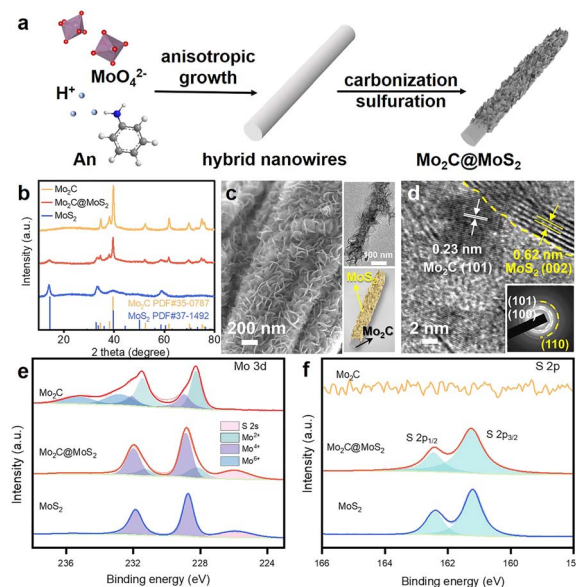 a
MoO₄²⁻
H⁺
An
anisotropic
growth
hybrid nanowires
carbonization
sulfuration
Mo₂C@MoS₂
b
Intensity (a.u.)
Mo₂C
Mo₂C@MoS₂
MoS₂
Mo₂C PDF#35-0787
MoS₂ PDF#37-1492
20 40 60 80
2 theta (degree)
c
200 nm
100 nm
MoS₂
Mo₂C
d
0.23 nm
Mo₂C (101)
0.62 nm
MoS₂ (002)
2 nm
(101)
(100)
(110)
e
Mo 3d
Intensity (a.u.)
Mo₂C
Mo₂C@MoS₂
MoS₂
S 2s
Mo²⁺
Mo⁴⁺
Mo⁶⁺
236 232 228 224
Binding energy (eV)
f
S 2p
Intensity (a.u.)
Mo₂C
Mo₂C@MoS₂
S 2p1/2
S 2p3/2
MoS₂
166 164 162 160 15
Binding energy (eV)